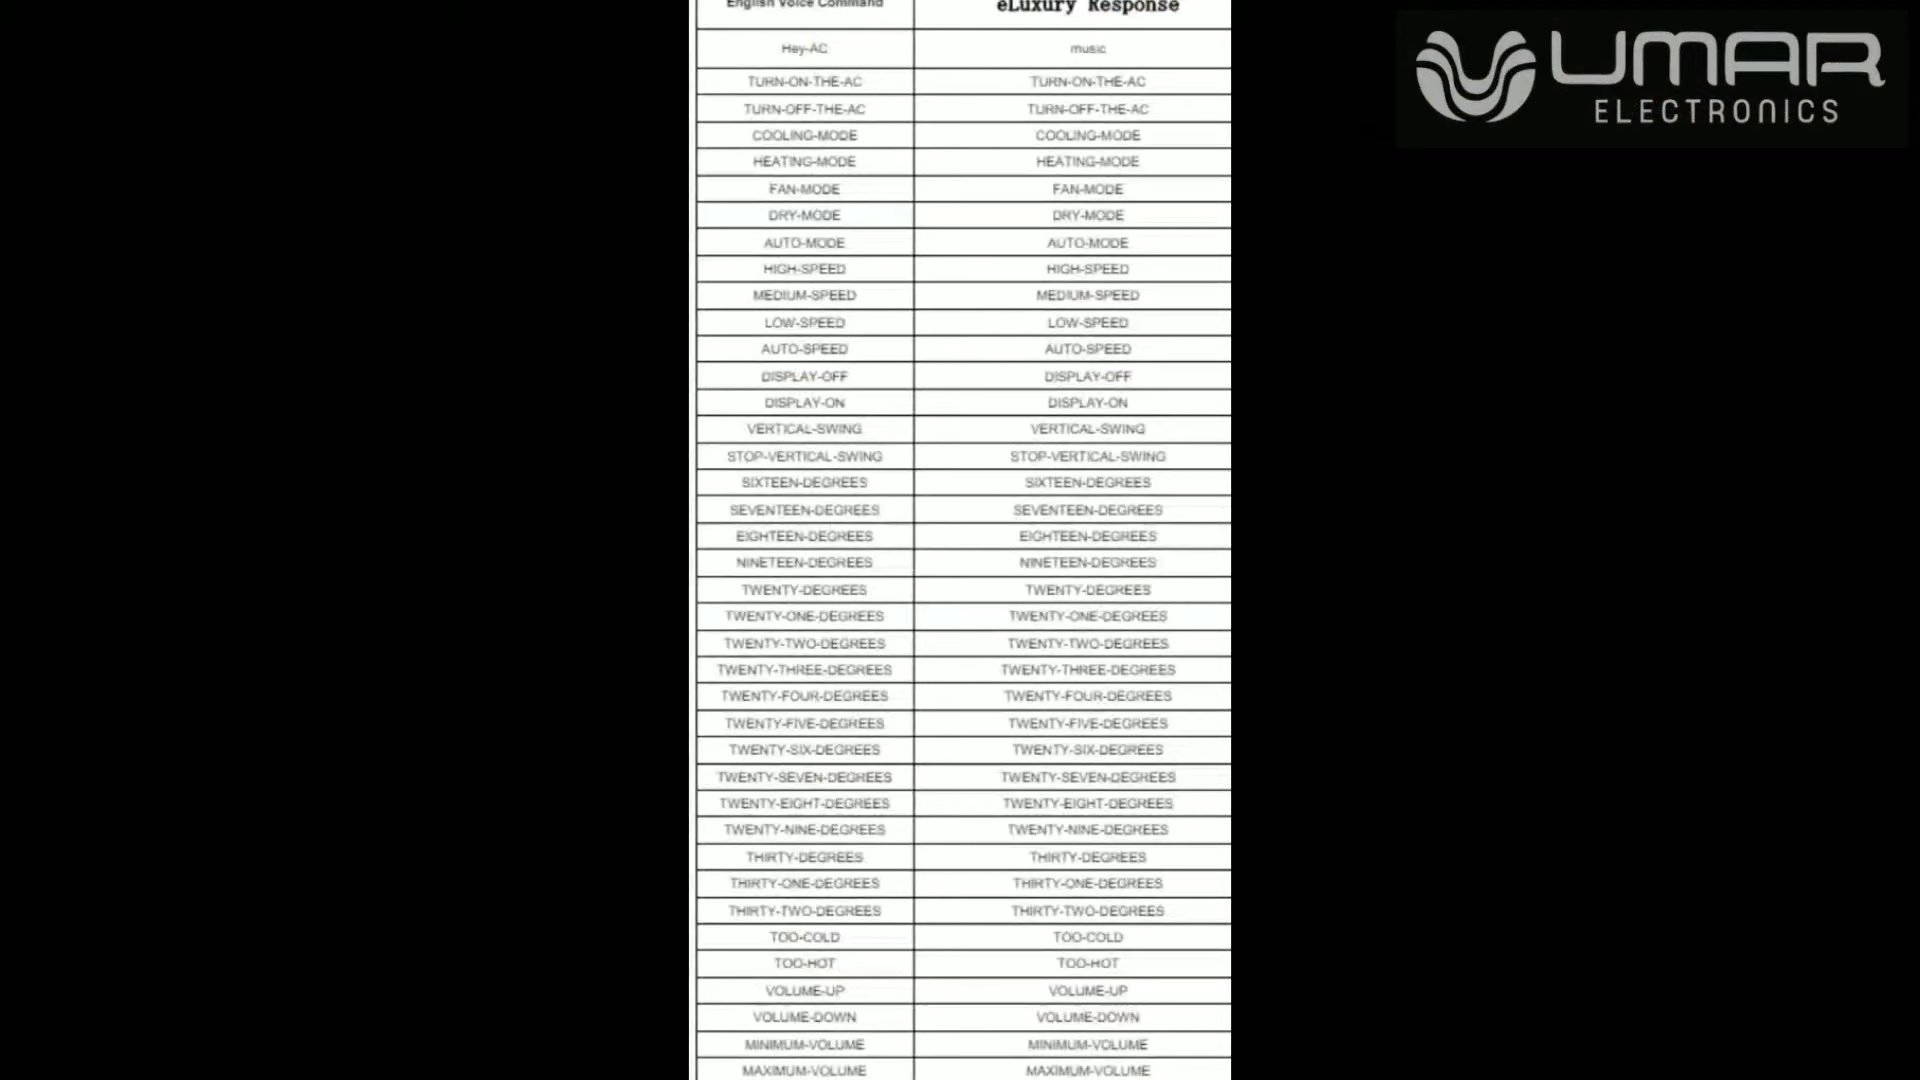 English Voice Command eLuxury Response
Hey-AC music
TURN-ON-THE-AC TURN-ON-THE-AC
TURN-OFF-THE-AC TURN-OFF-THE-AC
COOLING-MODE COOLING-MODE
HEATING-MODE HEATING-MODE
FAN-MODE FAN-MODE
DRY-MODE DRY-MODE
AUTO-MODE AUTO-MODE
HIGH-SPEED HIGH-SPEED
MEDIUM-SPEED MEDIUM-SPEED
LOW-SPEED LOW-SPEED
AUTO-SPEED AUTO-SPEED
DISPLAY-OFF DISPLAY-OFF
DISPLAY-ON DISPLAY-ON
VERTICAL-SWING VERTICAL-SWING
STOP-VERTICAL-SWING STOP-VERTICAL-SWING
SIXTEEN-DEGREES SIXTEEN-DEGREES
SEVENTEEN-DEGREES SEVENTEEN-DEGREES
EIGHTEEN-DEGREES EIGHTEEN-DEGREES
NINETEEN-DEGREES NINETEEN-DEGREES
TWENTY-DEGREES TWENTY-DEGREES
TWENTY-ONE-DEGREES TWENTY-ONE-DEGREES
TWENTY-TWO-DEGREES TWENTY-TWO-DEGREES
TWENTY-THREE-DEGREES TWENTY-THREE-DEGREES
TWENTY-FOUR-DEGREES TWENTY-FOUR-DEGREES
TWENTY-FIVE-DEGREES TWENTY-FIVE-DEGREES
TWENTY-SIX-DEGREES TWENTY-SIX-DEGREES
TWENTY-SEVEN-DEGREES TWENTY-SEVEN-DEGREES
TWENTY-EIGHT-DEGREES TWENTY-EIGHT-DEGREES
TWENTY-NINE-DEGREES TWENTY-NINE-DEGREES
THIRTY-DEGREES THIRTY-DEGREES
THIRTY-ONE-DEGREES THIRTY-ONE-DEGREES
THIRTY-TWO-DEGREES THIRTY-TWO-DEGREES
TOO-COLD TOO-COLD
TOO-HOT TOO-HOT
VOLUME-UP VOLUME-UP
VOLUME-DOWN VOLUME-DOWN
MINIMUM-VOLUME MINIMUM-VOLUME
MAXIMUM-VOLUME MAXIMUM-VOLUME
UMAR
ELECTRONICS